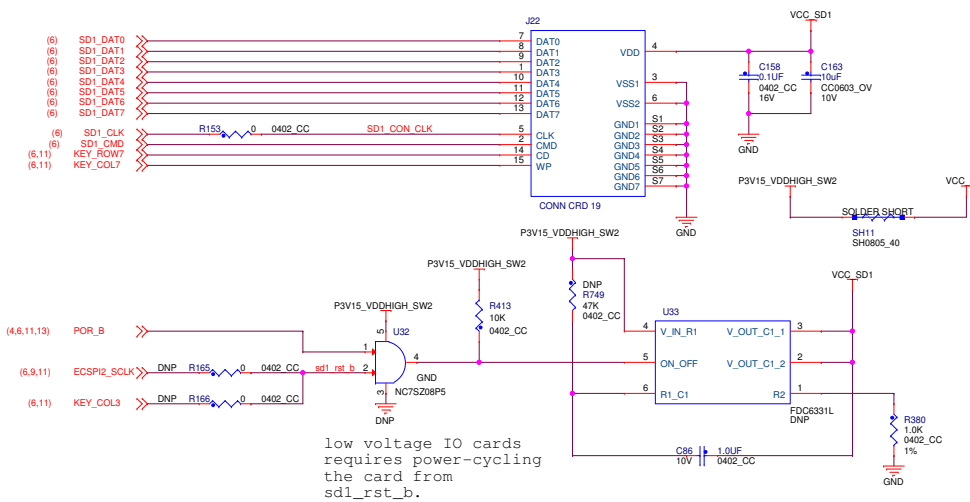 J22
VCC_SD1
(6) SD1_DAT0 7 DAT0
(6) SD1_DAT1 8 DAT1
(6) SD1_DAT2 9 DAT2
(6) SD1_DAT3 1 DAT3
(6) SD1_DAT4 10 DAT4
(6) SD1_DAT5 11 DAT5
(6) SD1_DAT6 12 DAT6
(6) SD1_DAT7 13 DAT7
(6) SD1_CLK R153 0 0402_CC SD1_CON_CLK 5 CLK
(6) SD1_CMD 2 CMD
(6,11) KEY_ROW7 14 CD
(6,11) KEY_COL7 15 WP
VDD 4
VSS1 3
VSS2 6
GND1 S1
GND2 S2
GND3 S3
GND4 S4
GND5 S5
GND6 S6
GND7 S7
CONN CRD 19
GND
C158
0.1UF
0402_CC
16V
C163
10uF
CC0603_OV
10V
GND
P3V15_VDDHIGH_SW2
VCC
SOLDER SHORT
SH11
SH0805_40
P3V15_VDDHIGH_SW2
P3V15_VDDHIGH_SW2
P3V15_VDDHIGH_SW2
R413
10K
0402_CC
DNP
R749
47K
0402_CC
VCC_SD1
(4,6,11,13) POR_B
(6,9,11) ECSPI2_SCLK DNP R165 0 0402_CC sd1_rst_b
(6,11) KEY_COL3 DNP R166 0 0402_CC
5
U32
1
2
4
3
GND
NC7SZ08P5
DNP
U33
4 V_IN_R1 V_OUT_C1_1 3
5 ON_OFF V_OUT_C1_2 2
6 R1_C1 R2 1
FDC6331L
DNP
R380
1.0K
0402_CC
1%
GND
C86 1.0UF
10V 0402_CC
low voltage IO cards
requires power-cycling
the card from
sd1_rst_b.